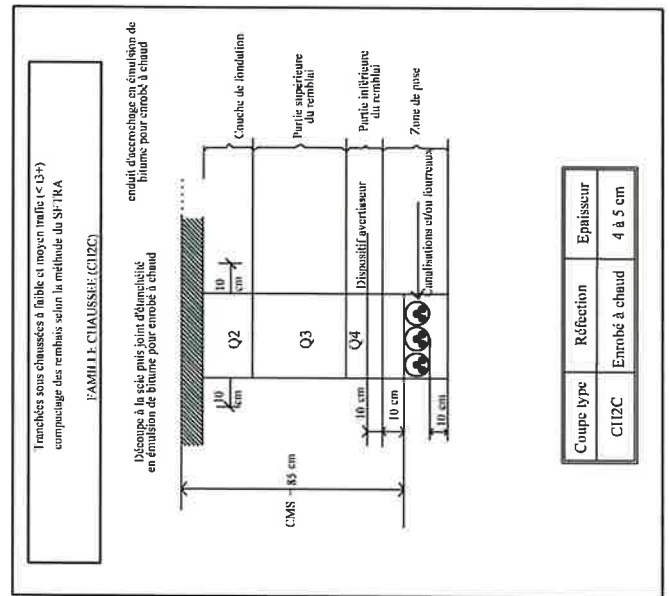 Tranchées sous chaussées à faible et moyen trafic (< t3+)
compactage des remblais selon la méthode du SETRA
FAMILLE CHAUSSEE (CH2C)
Découpe à la scie puis joint d'étanchéité
en émulsion de bitume pour enrobé à chaud
enduit d'accrochage en émulsion de
bitume pour enrobé à chaud
10
cm
10
cm
Q2
Q3
Q4
Couche de fondation
Partie supérieure
du remblai
Partie inférieure
du remblai
Zone de pose
Dispositif avertisseur
Canalisations et/ou fourreaux
CMS = 85 cm
10 cm
10 cm
10 cm
Coupe type Réfection Epaisseur
CH2C Enrobé à chaud 4 à 5 cm